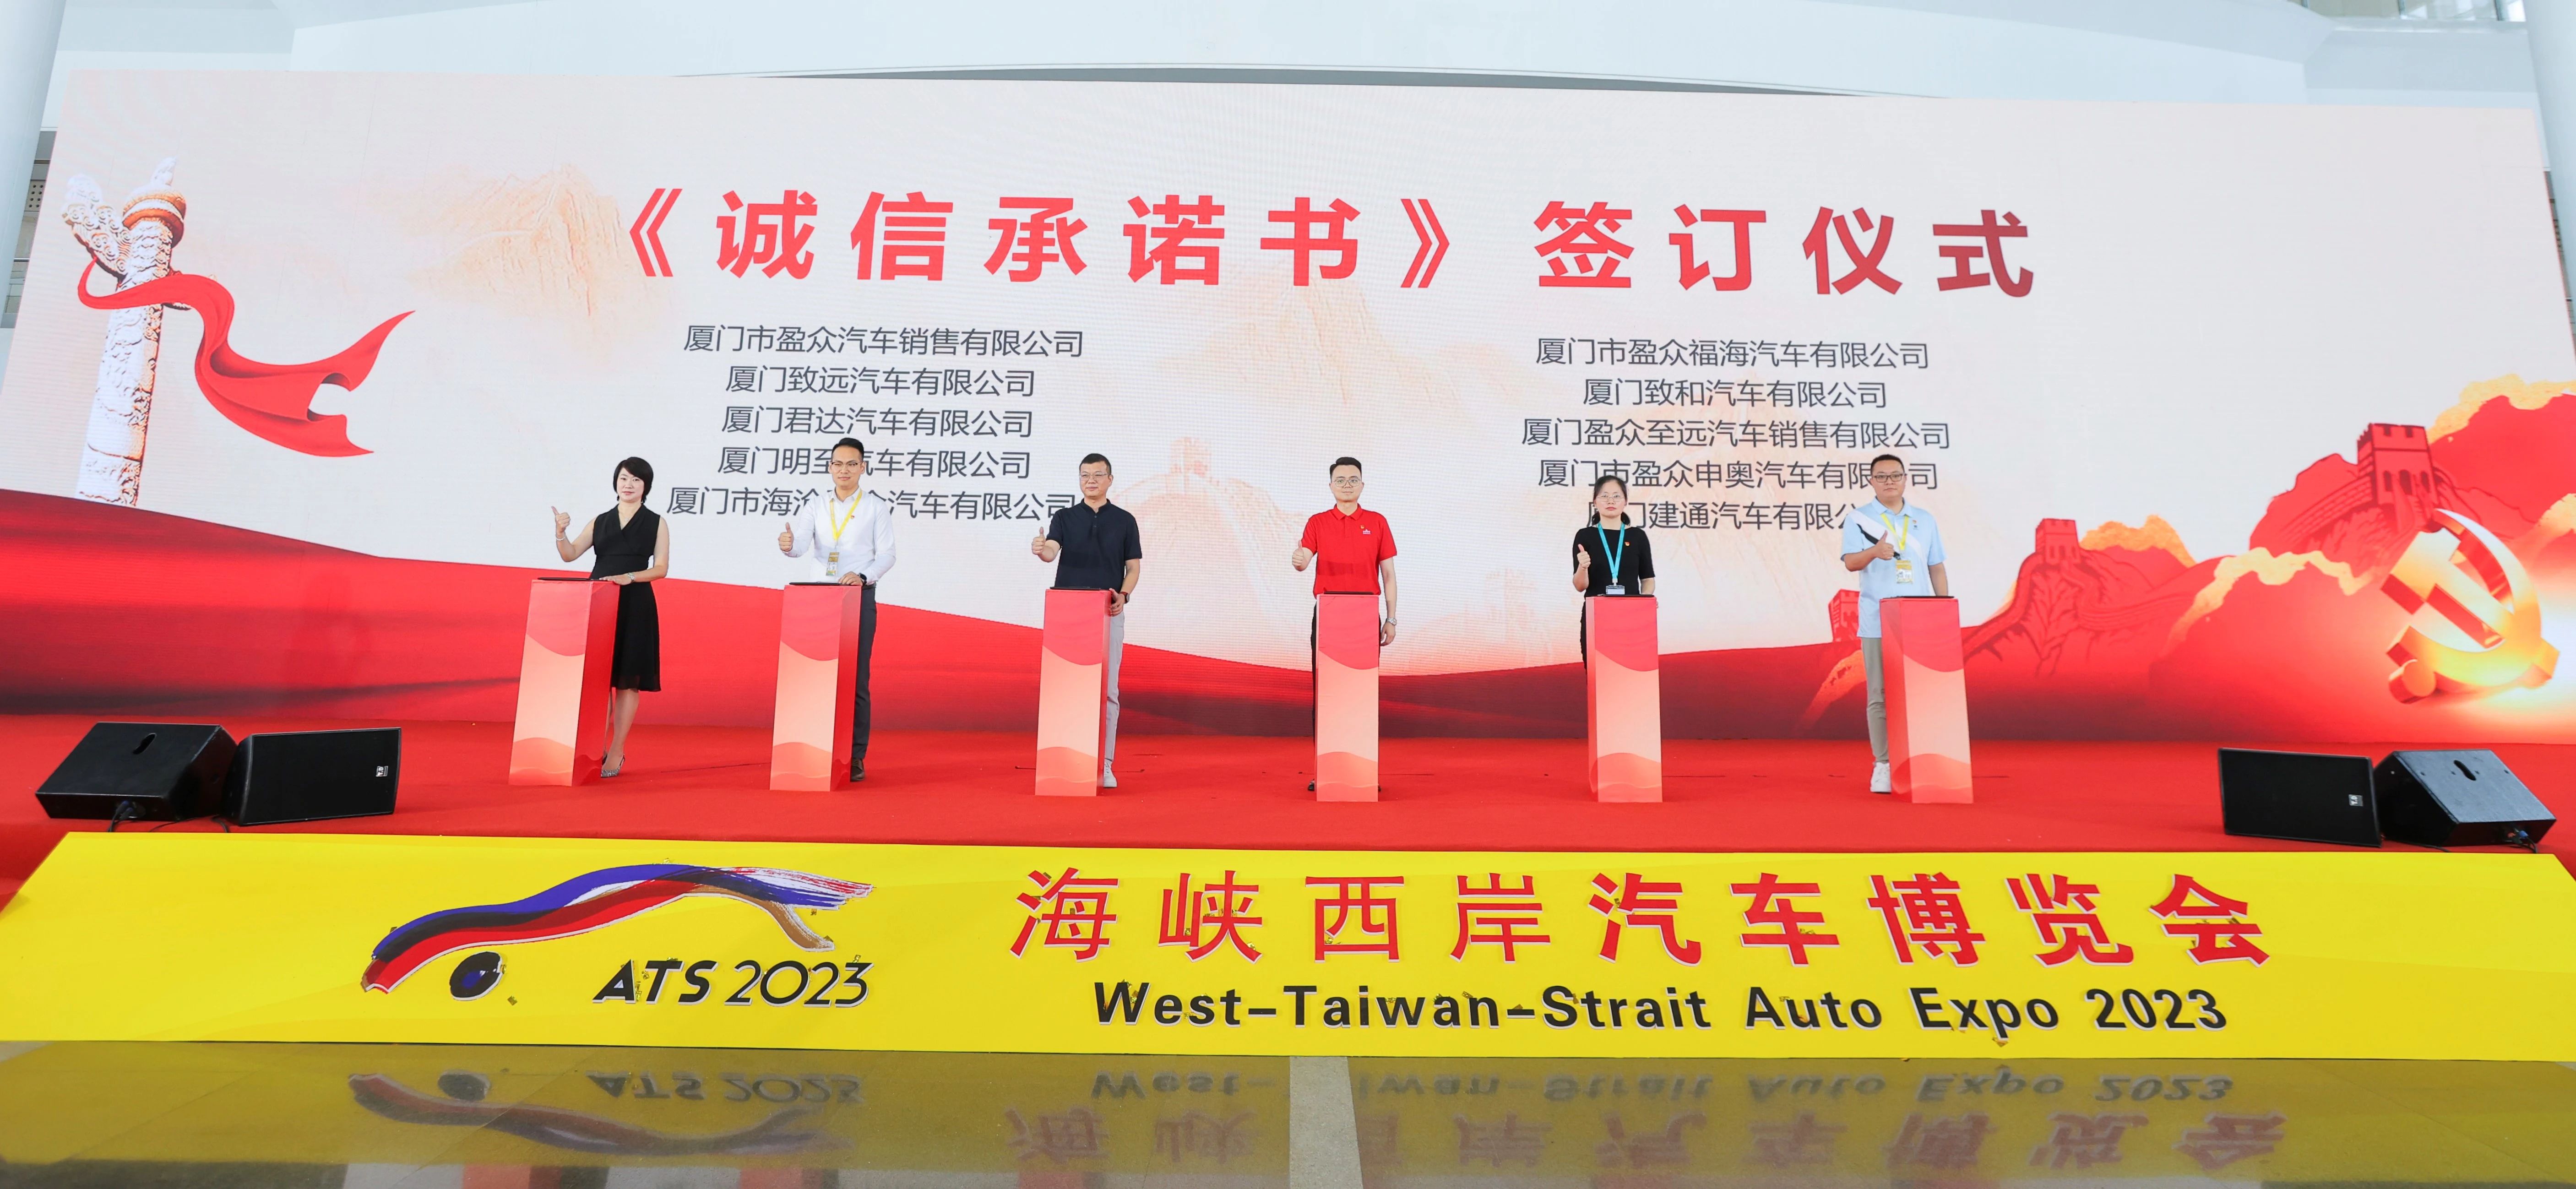 《诚信承诺书》签订仪式
厦门市盈众汽车销售有限公司
厦门致远汽车有限公司
厦门君达汽车有限公司
厦门明至汽车有限公司
厦门市海沧 汽车有限公司
厦门市盈众福海汽车有限公司
厦门致和汽车有限公司
厦门盈众至远汽车销售有限公司
厦门市盈众申奥汽车有限公司
门建通汽车有限公
ATS 2023
海峡西岸汽车博览会
West-Taiwan-Strait Auto Expo 2023